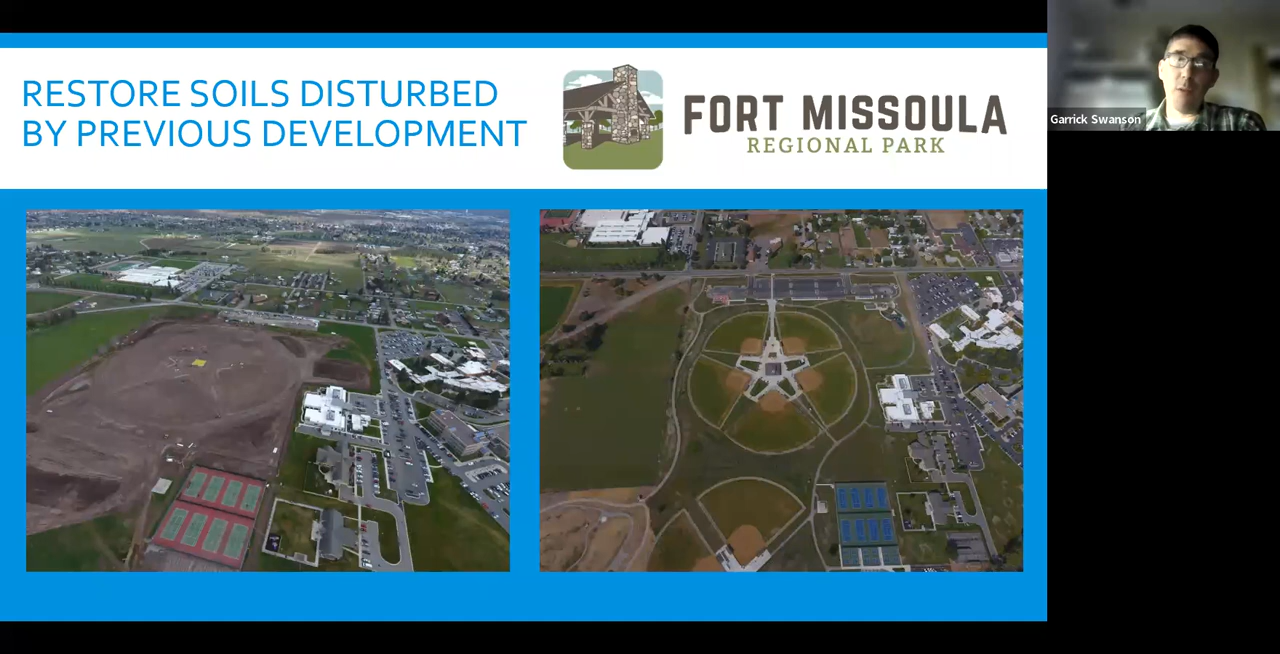 RESTORE SOILS DISTURBED
BY PREVIOUS DEVELOPMENT
FORT MISSOULA
REGIONAL PARK
Garrick Swanson